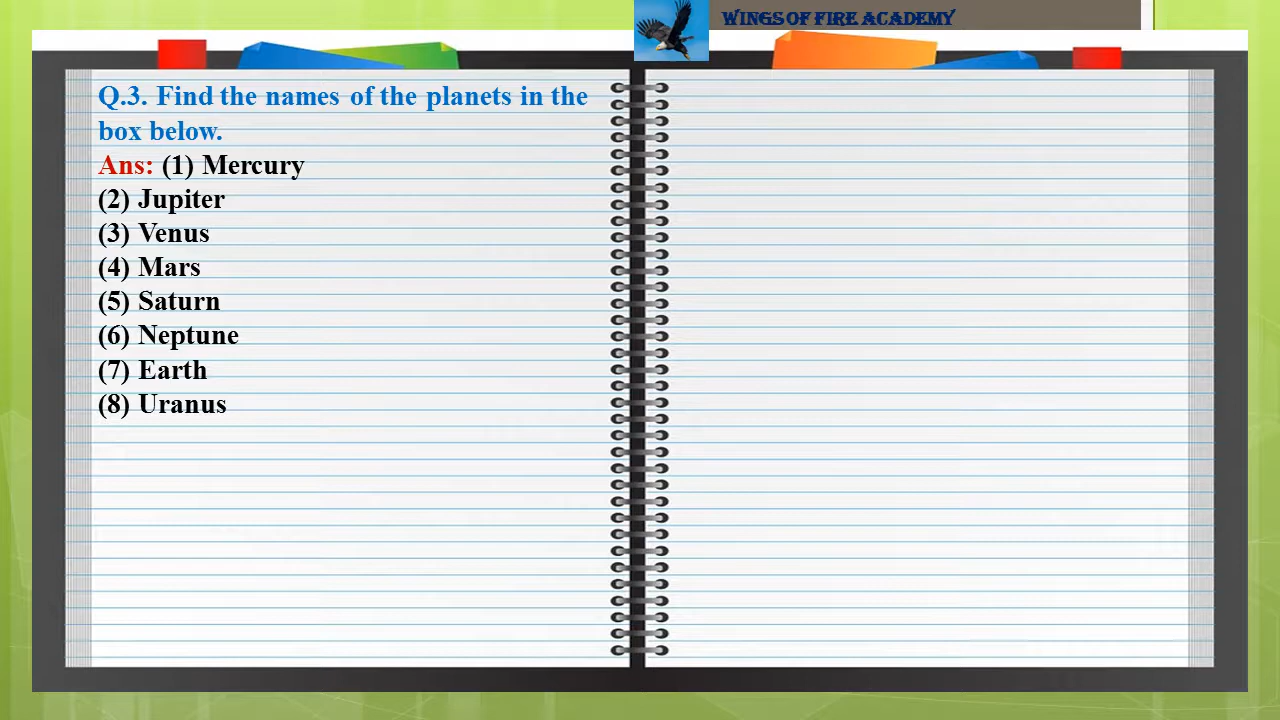 WINGS OF FIRE ACADEMY
Q.3. Find the names of the planets in the
box below.
Ans: (1) Mercury
(2) Jupiter
(3) Venus
(4) Mars
(5) Saturn
(6) Neptune
(7) Earth
(8) Uranus